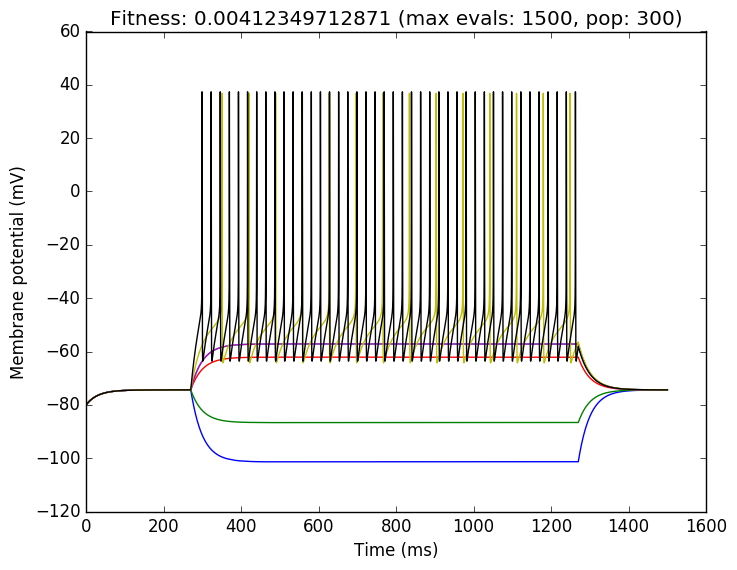 Fitness: 0.00412349712871 (max evals: 1500, pop: 300)
60
40
20
0
−20
−40
−60
−80
−100
−120
Membrane potential (mV)
0 200 400 600 800 1000 1200 1400 1600
Time (ms)